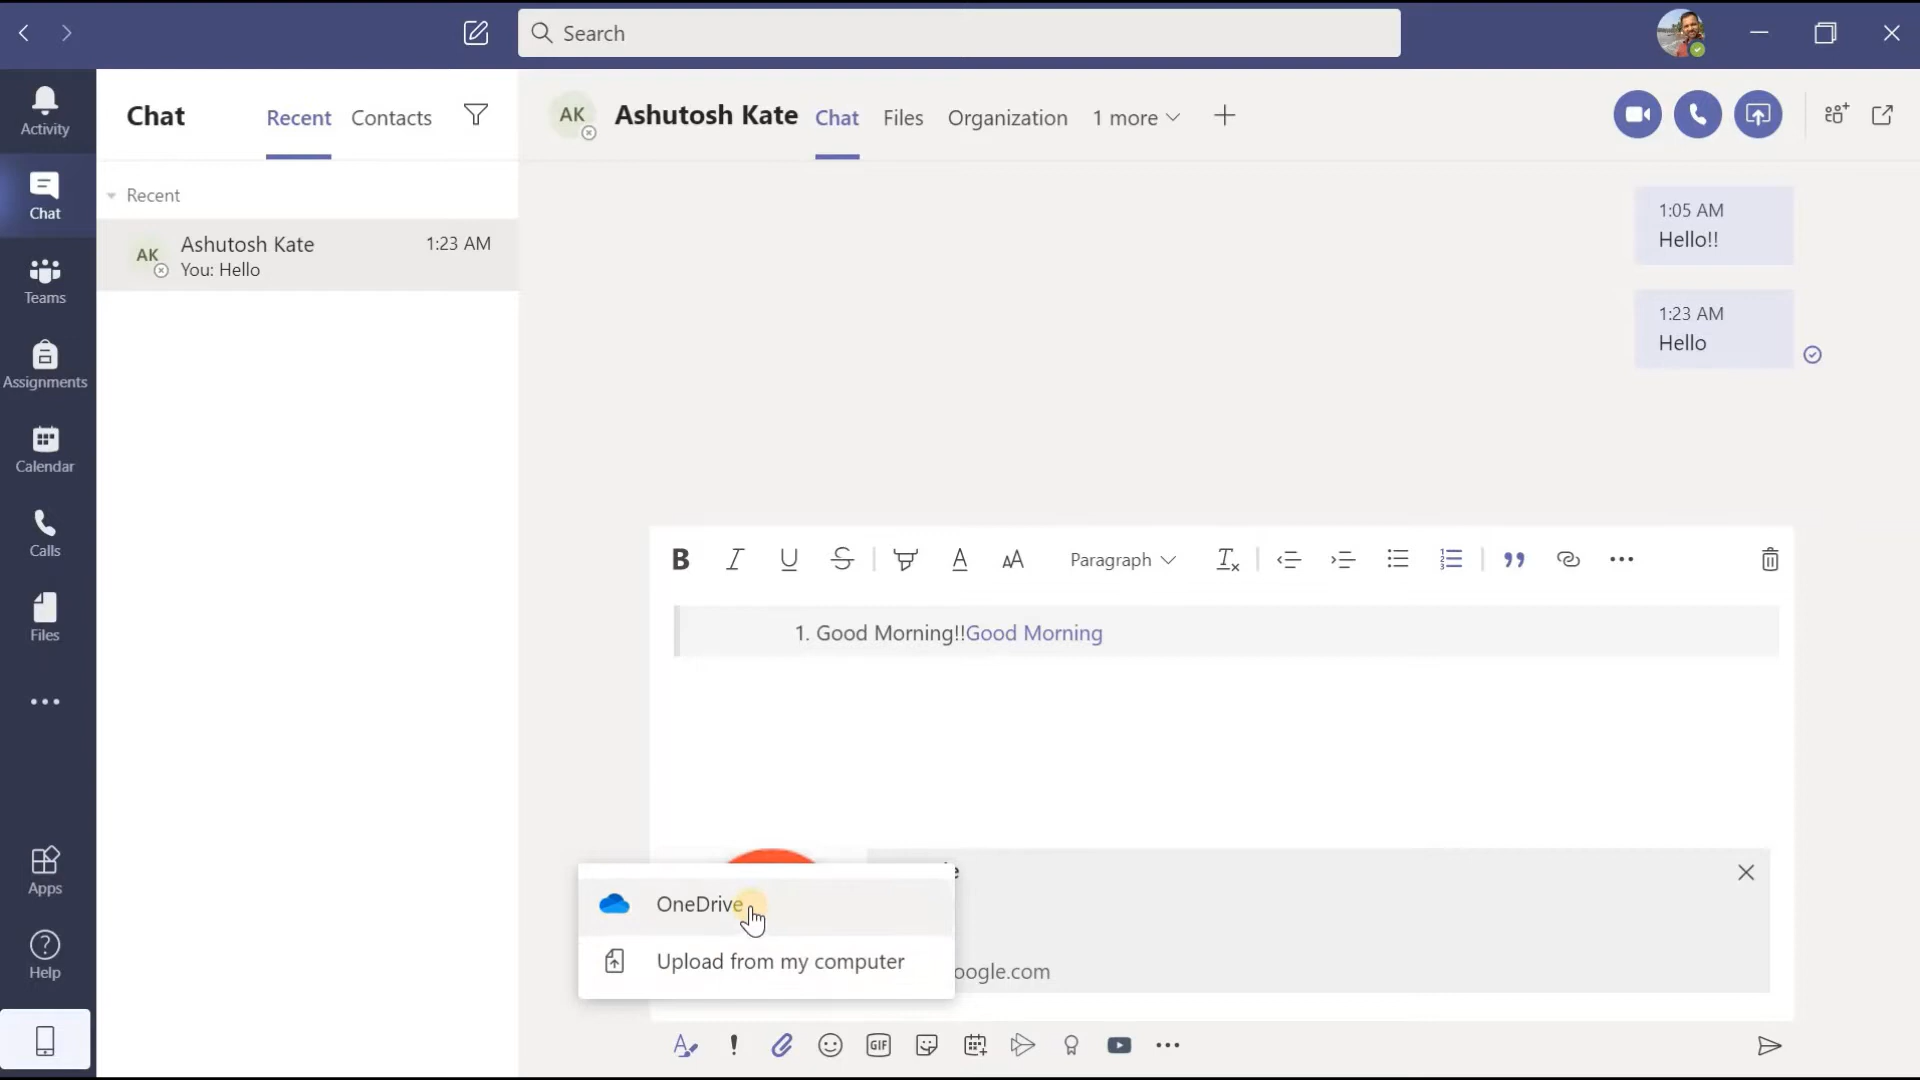 Search
Activity
Chat
Teams
Assignments
Calendar
Calls
Files
Apps
Help
Chat
Recent
Contacts
Recent
AK
Ashutosh Kate
1:23 AM
You: Hello
AK
Ashutosh Kate
Chat
Files
Organization
1 more
1:05 AM
Hello!!
1:23 AM
Hello
B
I
U
S
A
AA
Paragraph
1. Good Morning!!Good Morning
OneDrive
Upload from my computer
oogle.com
GIF